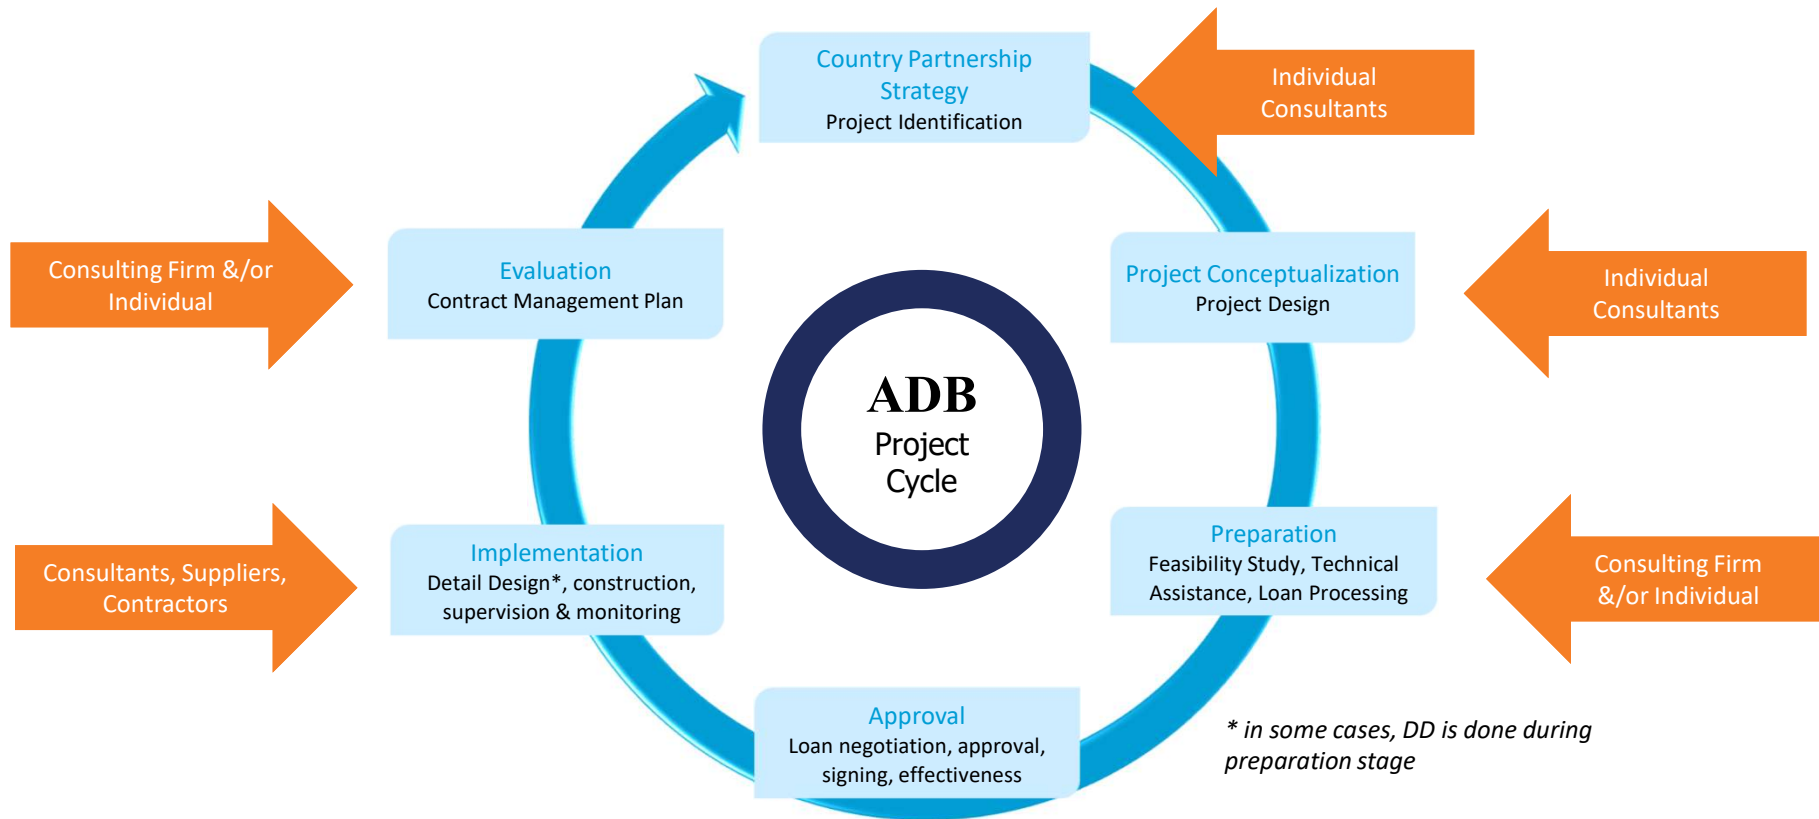 Country Partnership
Strategy
Project Identification
Individual
Consultants
Project Conceptualization
Project Design
Individual
Consultants
Preparation
Feasibility Study, Technical
Assistance, Loan Processing
Consulting Firm
&/or Individual
Approval
Loan negotiation, approval,
signing, effectiveness
* in some cases, DD is done during
preparation stage
Implementation
Detail Design*, construction,
supervision & monitoring
Consultants, Suppliers,
Contractors
Evaluation
Contract Management Plan
Consulting Firm &/or
Individual
ADB
Project
Cycle